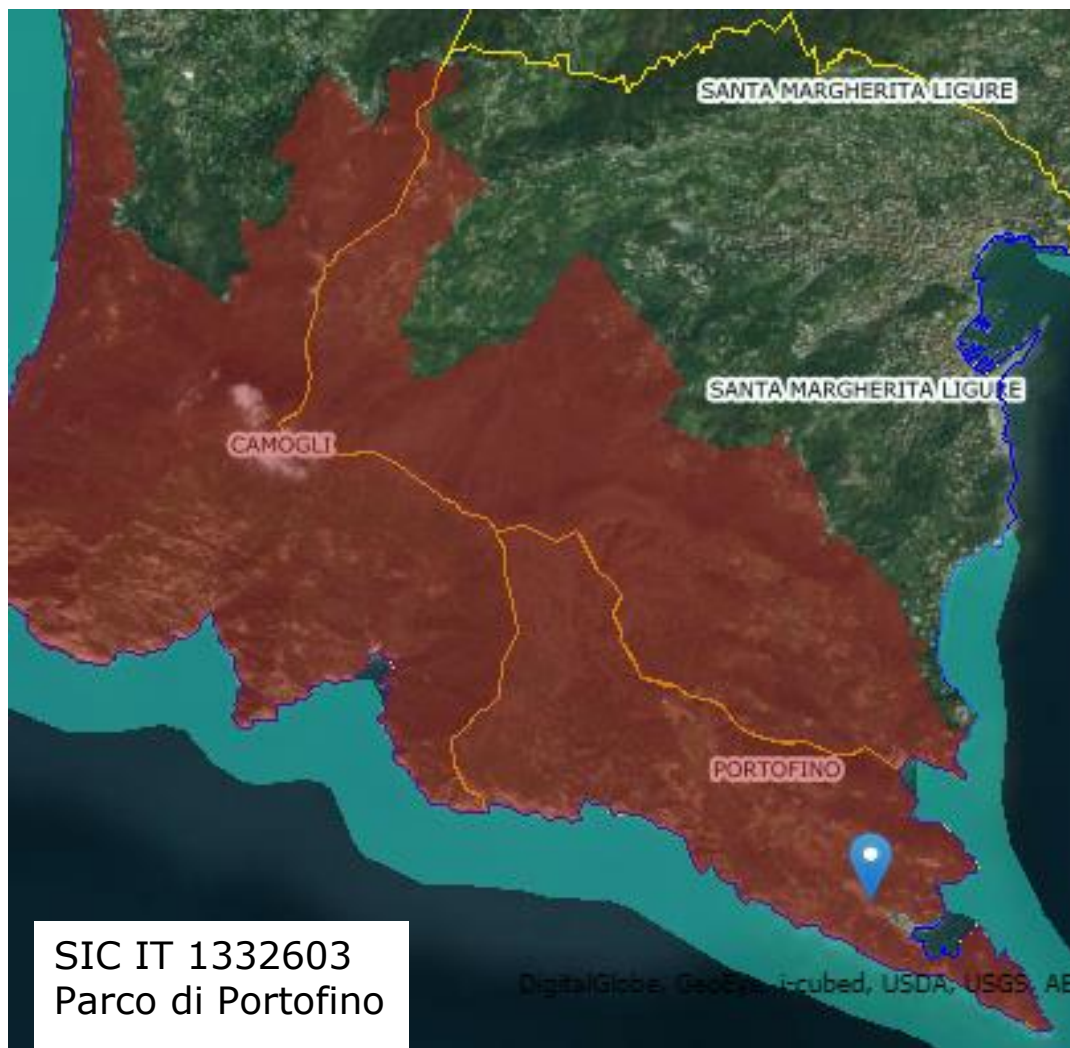 SANTA MARGHERITA LIGURE
SANTA MARGHERITA LIGURE
CAMOGLI
PORTOFINO
SIC IT 1332603
Parco di Portofino
DigitalGlobe, GeoEye, i-cubed, USDA, USGS, AE